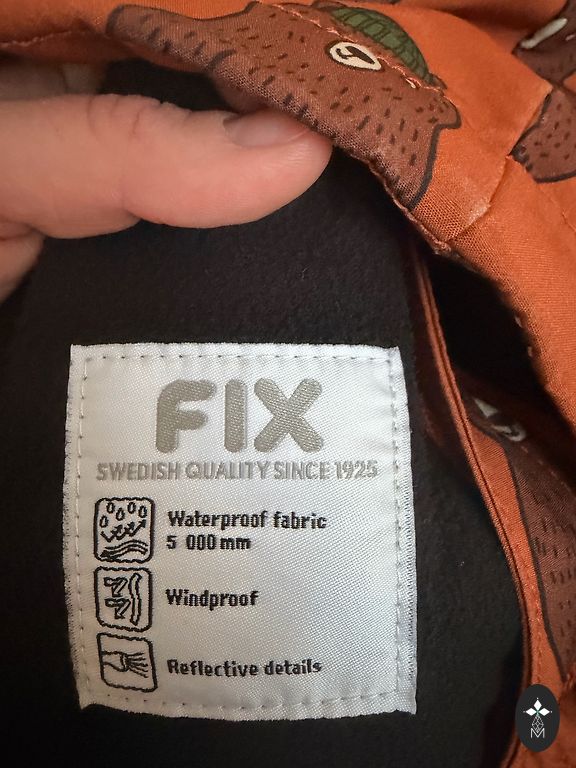 FIX
SWEDISH QUALITY SINCE 1925
Waterproof fabric
5 000 mm
Windproof
Reflective details
M